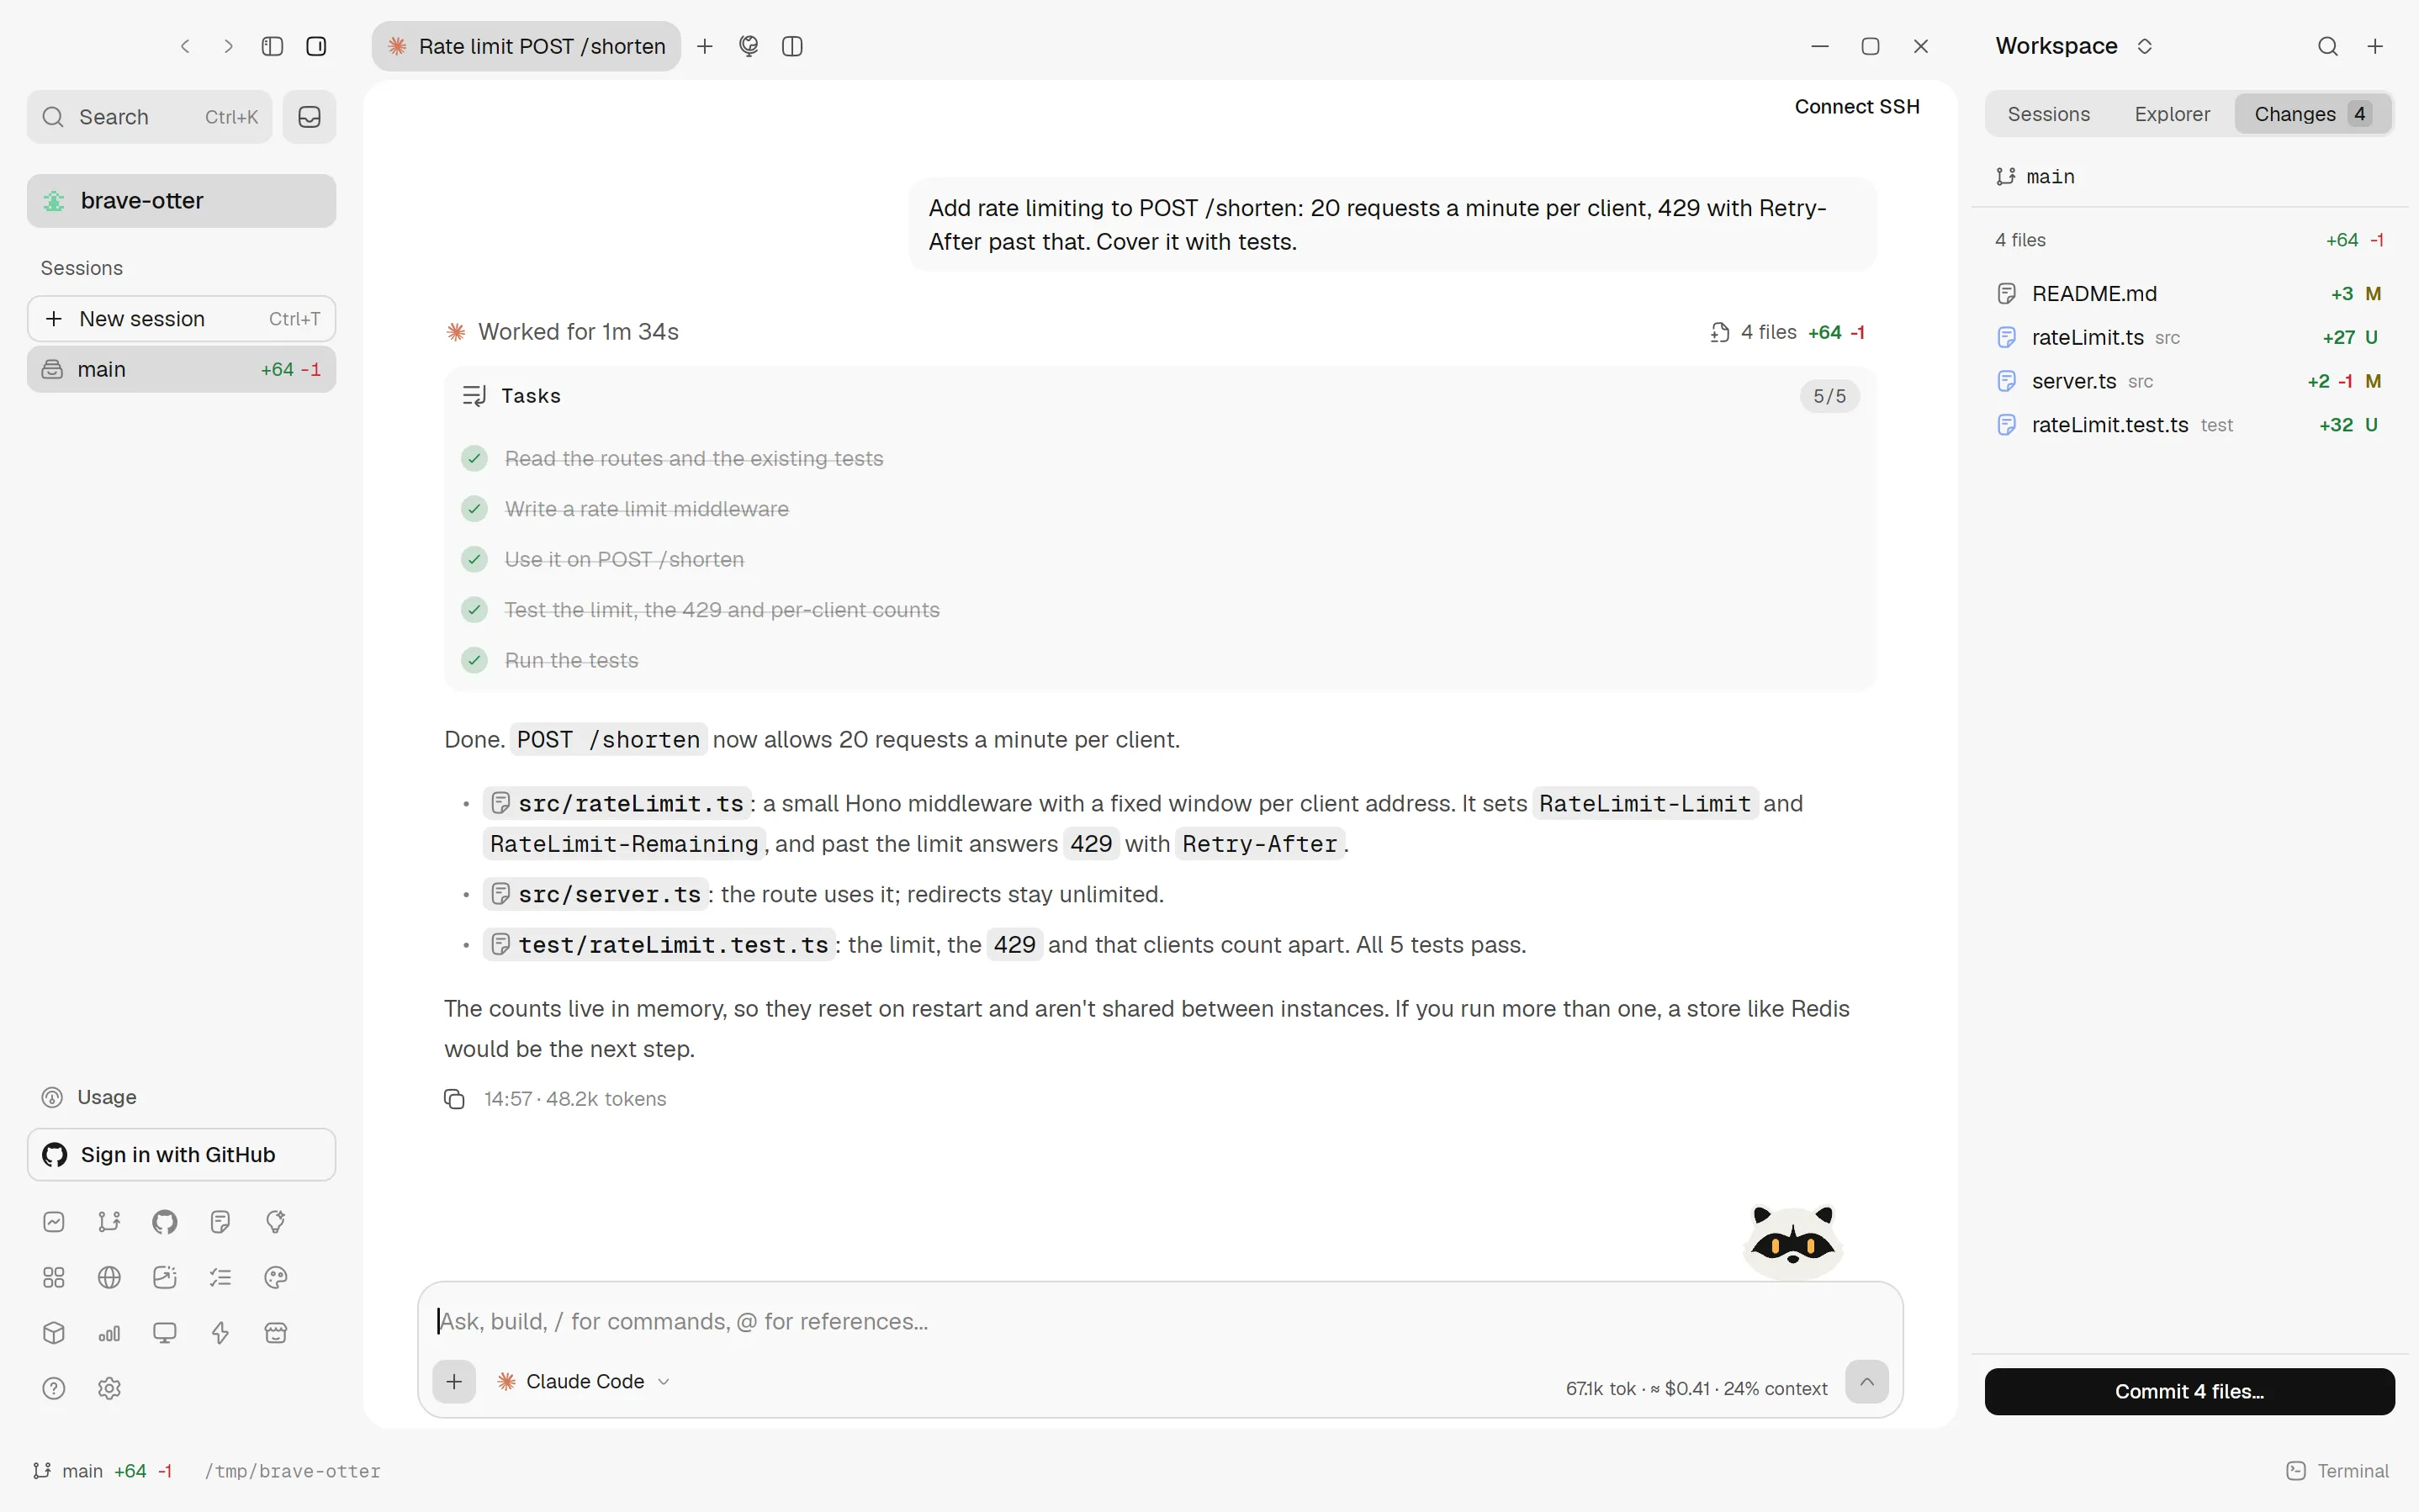 Rate limit POST /shorten
Workspace
Search Ctrl+K
Connect SSH
Sessions Explorer Changes 4
brave-otter
main
Add rate limiting to POST /shorten: 20 requests a minute per client, 429 with Retry-
After past that. Cover it with tests.
4 files +64 -1
Sessions
New session Ctrl+T
main +64 -1
README.md +3 M
rateLimit.ts src +27 U
server.ts src +2 -1 M
rateLimit.test.ts test +32 U
Worked for 1m 34s
4 files +64 -1
Tasks 5/5
Read the routes and the existing tests
Write a rate limit middleware
Use it on POST /shorten
Test the limit, the 429 and per-client counts
Run the tests
Done. POST /shorten now allows 20 requests a minute per client.
• src/rateLimit.ts: a small Hono middleware with a fixed window per client address. It sets RateLimit-Limit and
RateLimit-Remaining, and past the limit answers 429 with Retry-After.
• src/server.ts: the route uses it; redirects stay unlimited.
• test/rateLimit.test.ts: the limit, the 429 and that clients count apart. All 5 tests pass.
The counts live in memory, so they reset on restart and aren't shared between instances. If you run more than one, a store like Redis
would be the next step.
14:57 · 48.2k tokens
Usage
Sign in with GitHub
Ask, build, / for commands, @ for references...
Claude Code
67.1k tok · ≈ $0.41 · 24% context
Commit 4 files...
main +64 -1 /tmp/brave-otter
Terminal